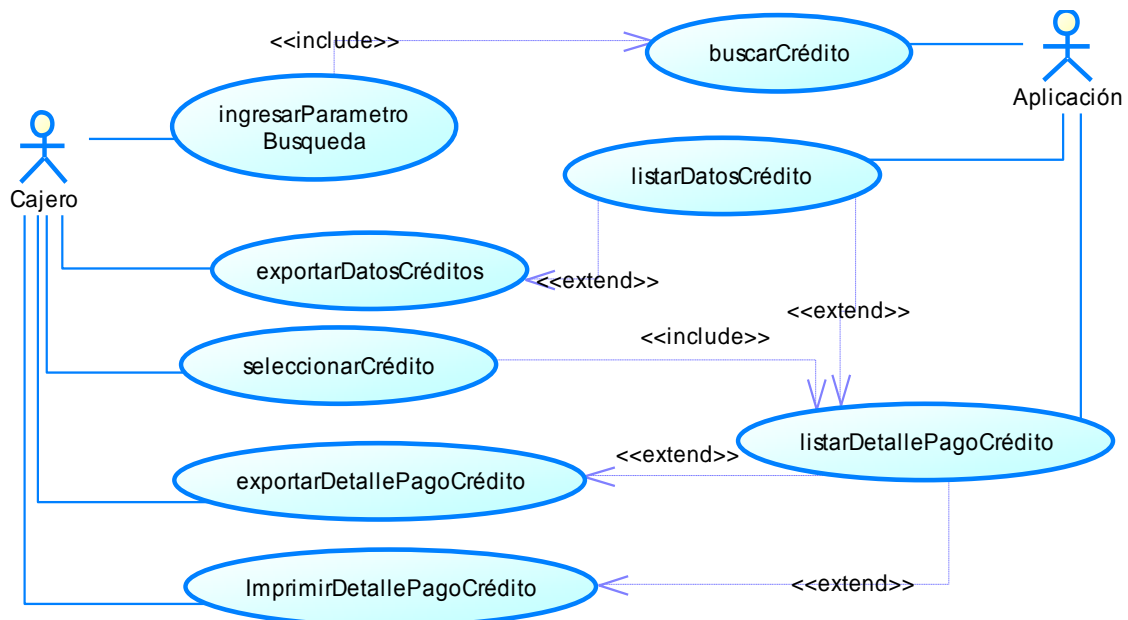 <<include>>
buscarCrédito
Aplicación
ingresarParametro
Busqueda
listarDatosCrédito
Cajero
exportarDatosCréditos
<<extend>>
<<extend>>
<<include>>
seleccionarCrédito
listarDetallePagoCrédito
<<extend>>
exportarDetallePagoCrédito
<<extend>>
ImprimirDetallePagoCrédito